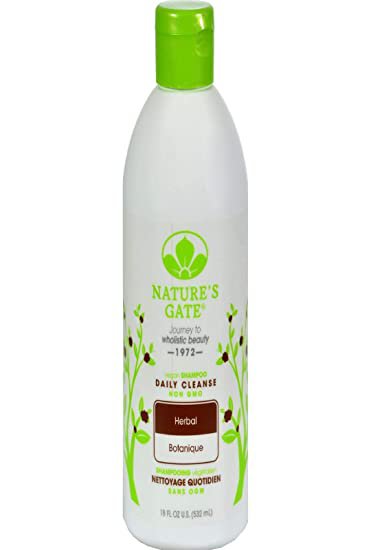 NATURE'S
GATE®
Journey to
wholistic beauty
—1972—
vegan SHAMPOO
DAILY CLEANSE
NON GMO
Herbal
Botanique
SHAMPOOING végétalien
NETTOYAGE QUOTIDIEN
SANS OGM
18 FL OZ U.S. (532 mL)